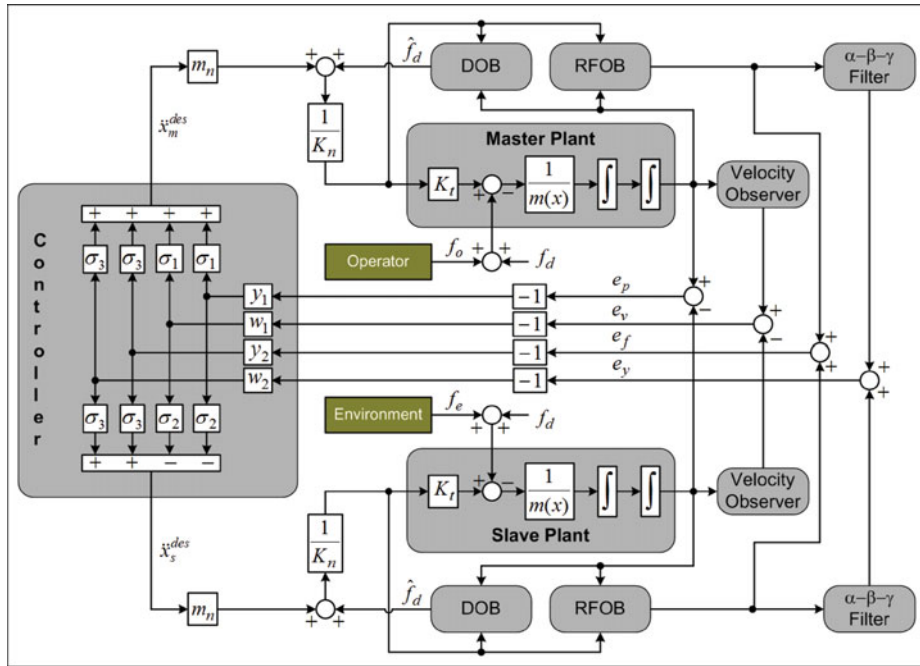 m_n
+ +
f̂_d
DOB
RFOB
α−β−γ
Filter
ẍ_m^des
1/K_n
Master Plant
K_t
+ −
1/m(x)
∫ ∫
Velocity
Observer
Controller
+ + + +
σ_3 σ_3 σ_1 σ_1
Operator
f_o
+ +
f_d
y_1
−1
e_p
+
−
w_1
−1
e_v
+
−
y_2
−1
e_f
+
+
w_2
−1
e_y
+
+
σ_3 σ_3 σ_2 σ_2
+ + − −
Environment
f_e
+ +
f_d
K_t
+ −
1/m(x)
∫ ∫
Slave Plant
Velocity
Observer
1/K_n
ẍ_s^des
m_n
+ +
f̂_d
DOB
RFOB
α−β−γ
Filter